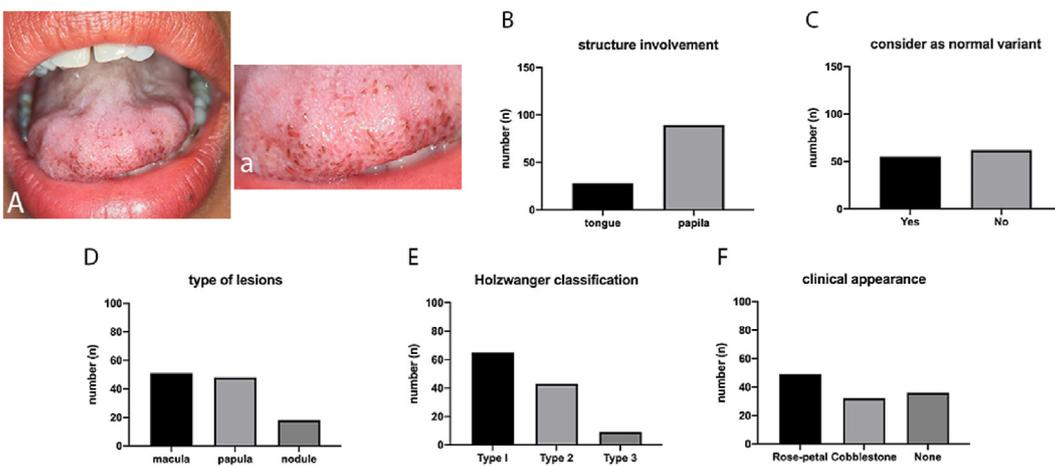 A
a
B
structure involvement
number (n)
150
100
50
0
tongue papila
C
consider as normal variant
number (n)
150
100
50
0
Yes No
D
type of lesions
number (n)
100
80
60
40
20
0
macula papula nodule
E
Holzwanger classification
number (n)
100
80
60
40
20
0
Type I Type 2 Type 3
F
clinical appearance
number (n)
100
80
60
40
20
0
Rose-petal Cobblestone None